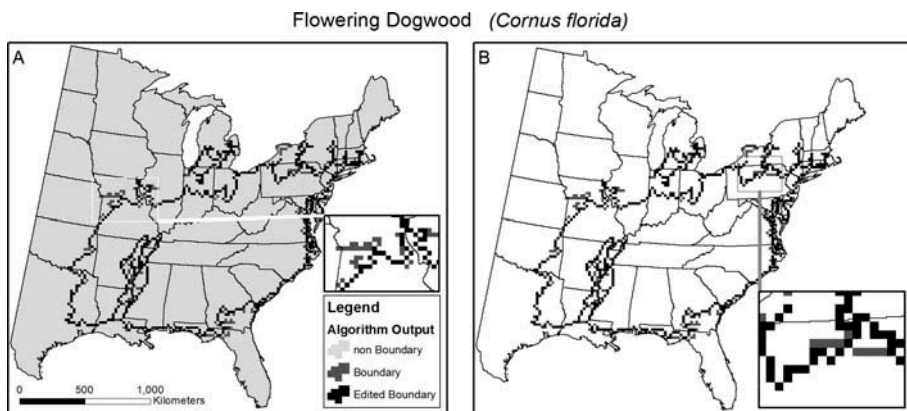 Flowering Dogwood (Cornus florida)
A
B
Legend
Algorithm Output
non Boundary
Boundary
Edited Boundary
0 500 1,000
Kilometers